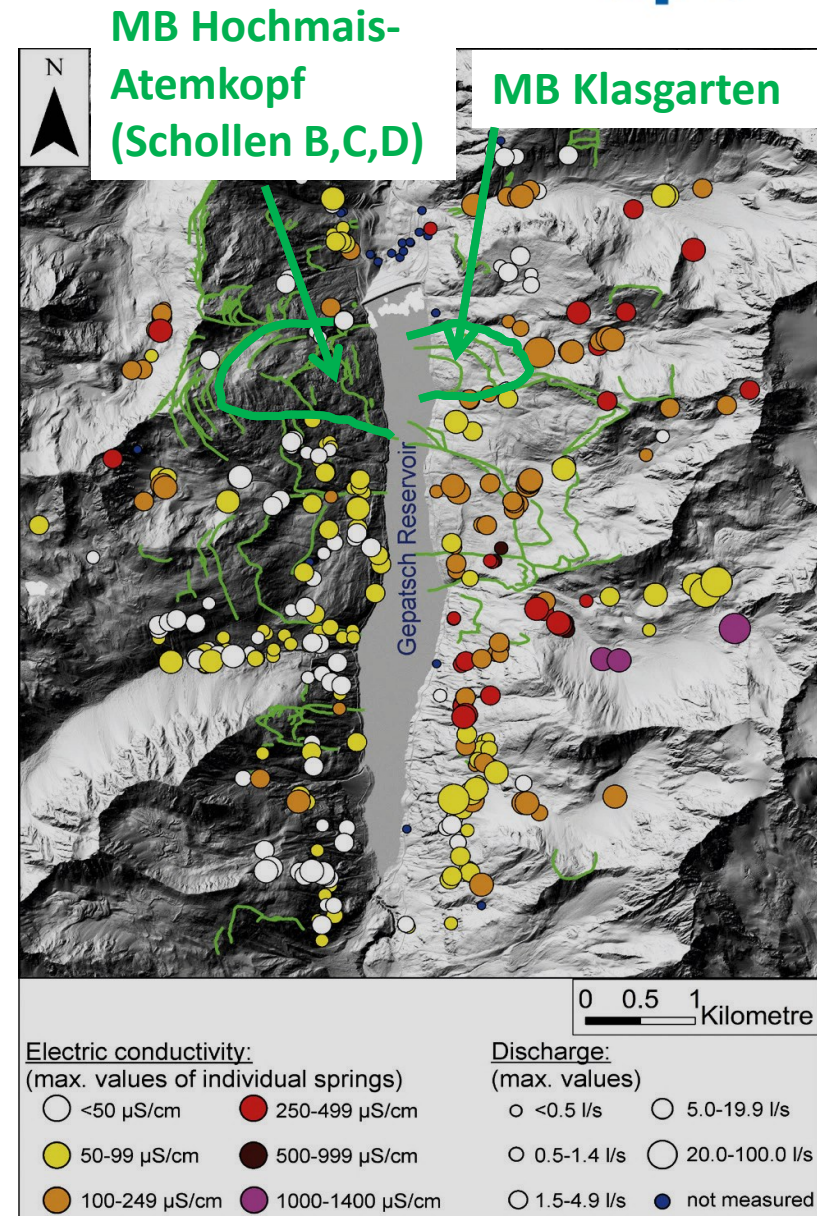 MB Hochmais-
Atemkopf
(Schollen B,C,D)
MB Klasgarten
N
Gepatsch Reservoir
0 0.5 1
Kilometre
Electric conductivity:
(max. values of individual springs)
<50 µS/cm
50-99 µS/cm
100-249 µS/cm
250-499 µS/cm
500-999 µS/cm
1000-1400 µS/cm
Discharge:
(max. values)
<0.5 l/s
0.5-1.4 l/s
1.5-4.9 l/s
5.0-19.9 l/s
20.0-100.0 l/s
not measured